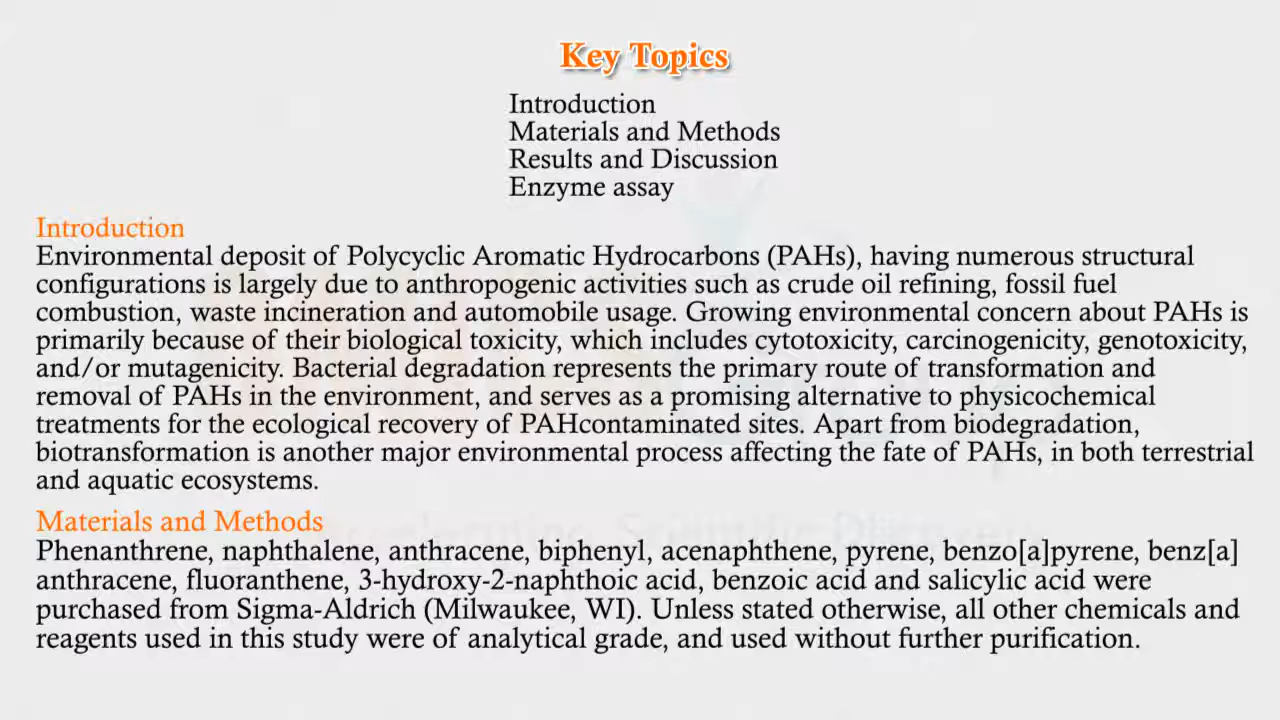 Key Topics
Introduction
Materials and Methods
Results and Discussion
Enzyme assay
Introduction
Environmental deposit of Polycyclic Aromatic Hydrocarbons (PAHs), having numerous structural
configurations is largely due to anthropogenic activities such as crude oil refining, fossil fuel
combustion, waste incineration and automobile usage. Growing environmental concern about PAHs is
primarily because of their biological toxicity, which includes cytotoxicity, carcinogenicity, genotoxicity,
and/or mutagenicity. Bacterial degradation represents the primary route of transformation and
removal of PAHs in the environment, and serves as a promising alternative to physicochemical
treatments for the ecological recovery of PAHcontaminated sites. Apart from biodegradation,
biotransformation is another major environmental process affecting the fate of PAHs, in both terrestrial
and aquatic ecosystems.
Materials and Methods
Phenanthrene, naphthalene, anthracene, biphenyl, acenaphthene, pyrene, benzo[a]pyrene, benz[a]
anthracene, fluoranthene, 3-hydroxy-2-naphthoic acid, benzoic acid and salicylic acid were
purchased from Sigma-Aldrich (Milwaukee, WI). Unless stated otherwise, all other chemicals and
reagents used in this study were of analytical grade, and used without further purification.